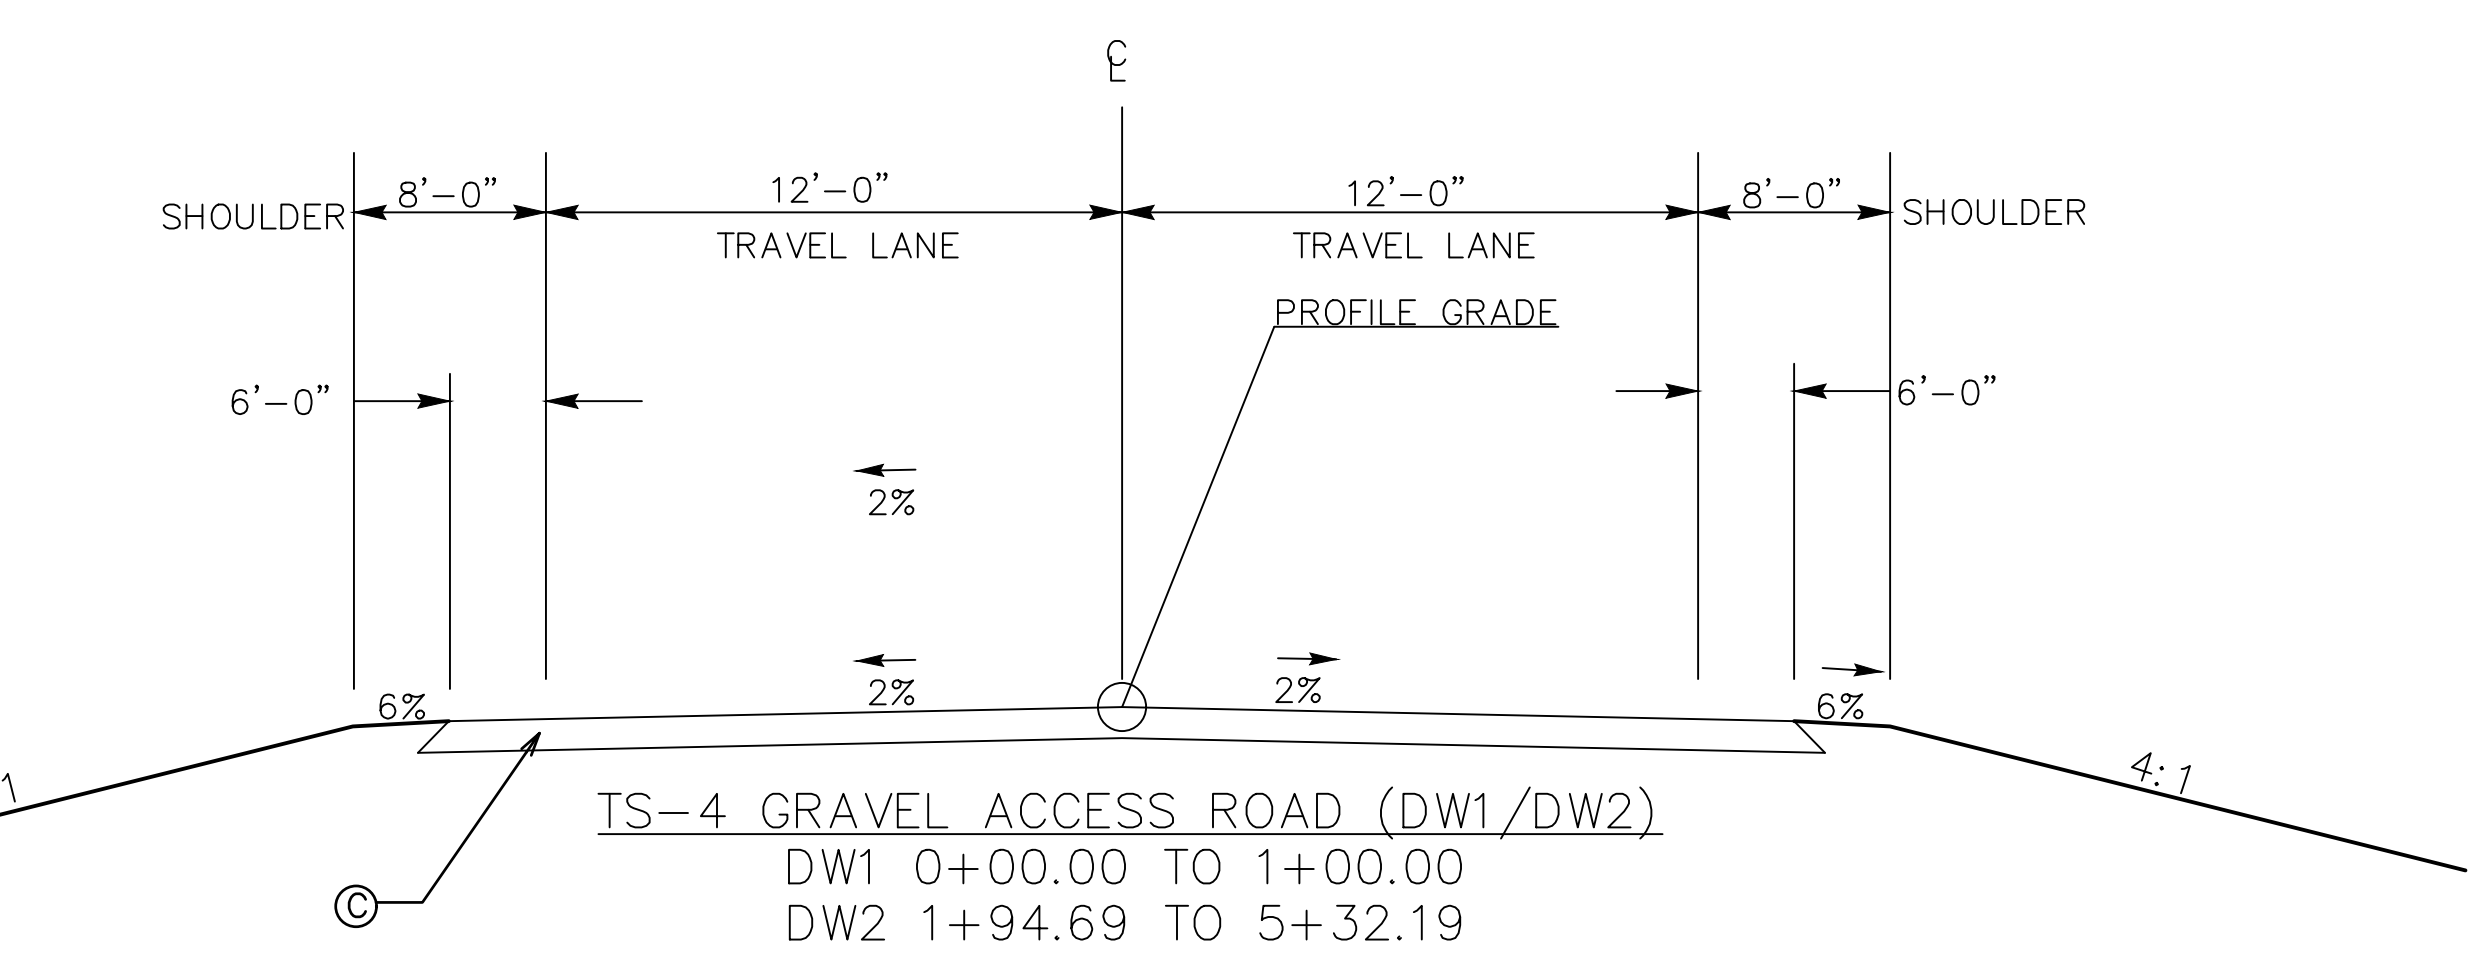 ℄
8'-0" 12'-0" 12'-0" 8'-0"
SHOULDER SHOULDER
TRAVEL LANE TRAVEL LANE
PROFILE GRADE
6'-0" 6'-0"
2%
2% 2%
6% 6%
1 4:1
TS-4 GRAVEL ACCESS ROAD (DW1/DW2)
DW1 0+00.00 TO 1+00.00
C
DW2 1+94.69 TO 5+32.19